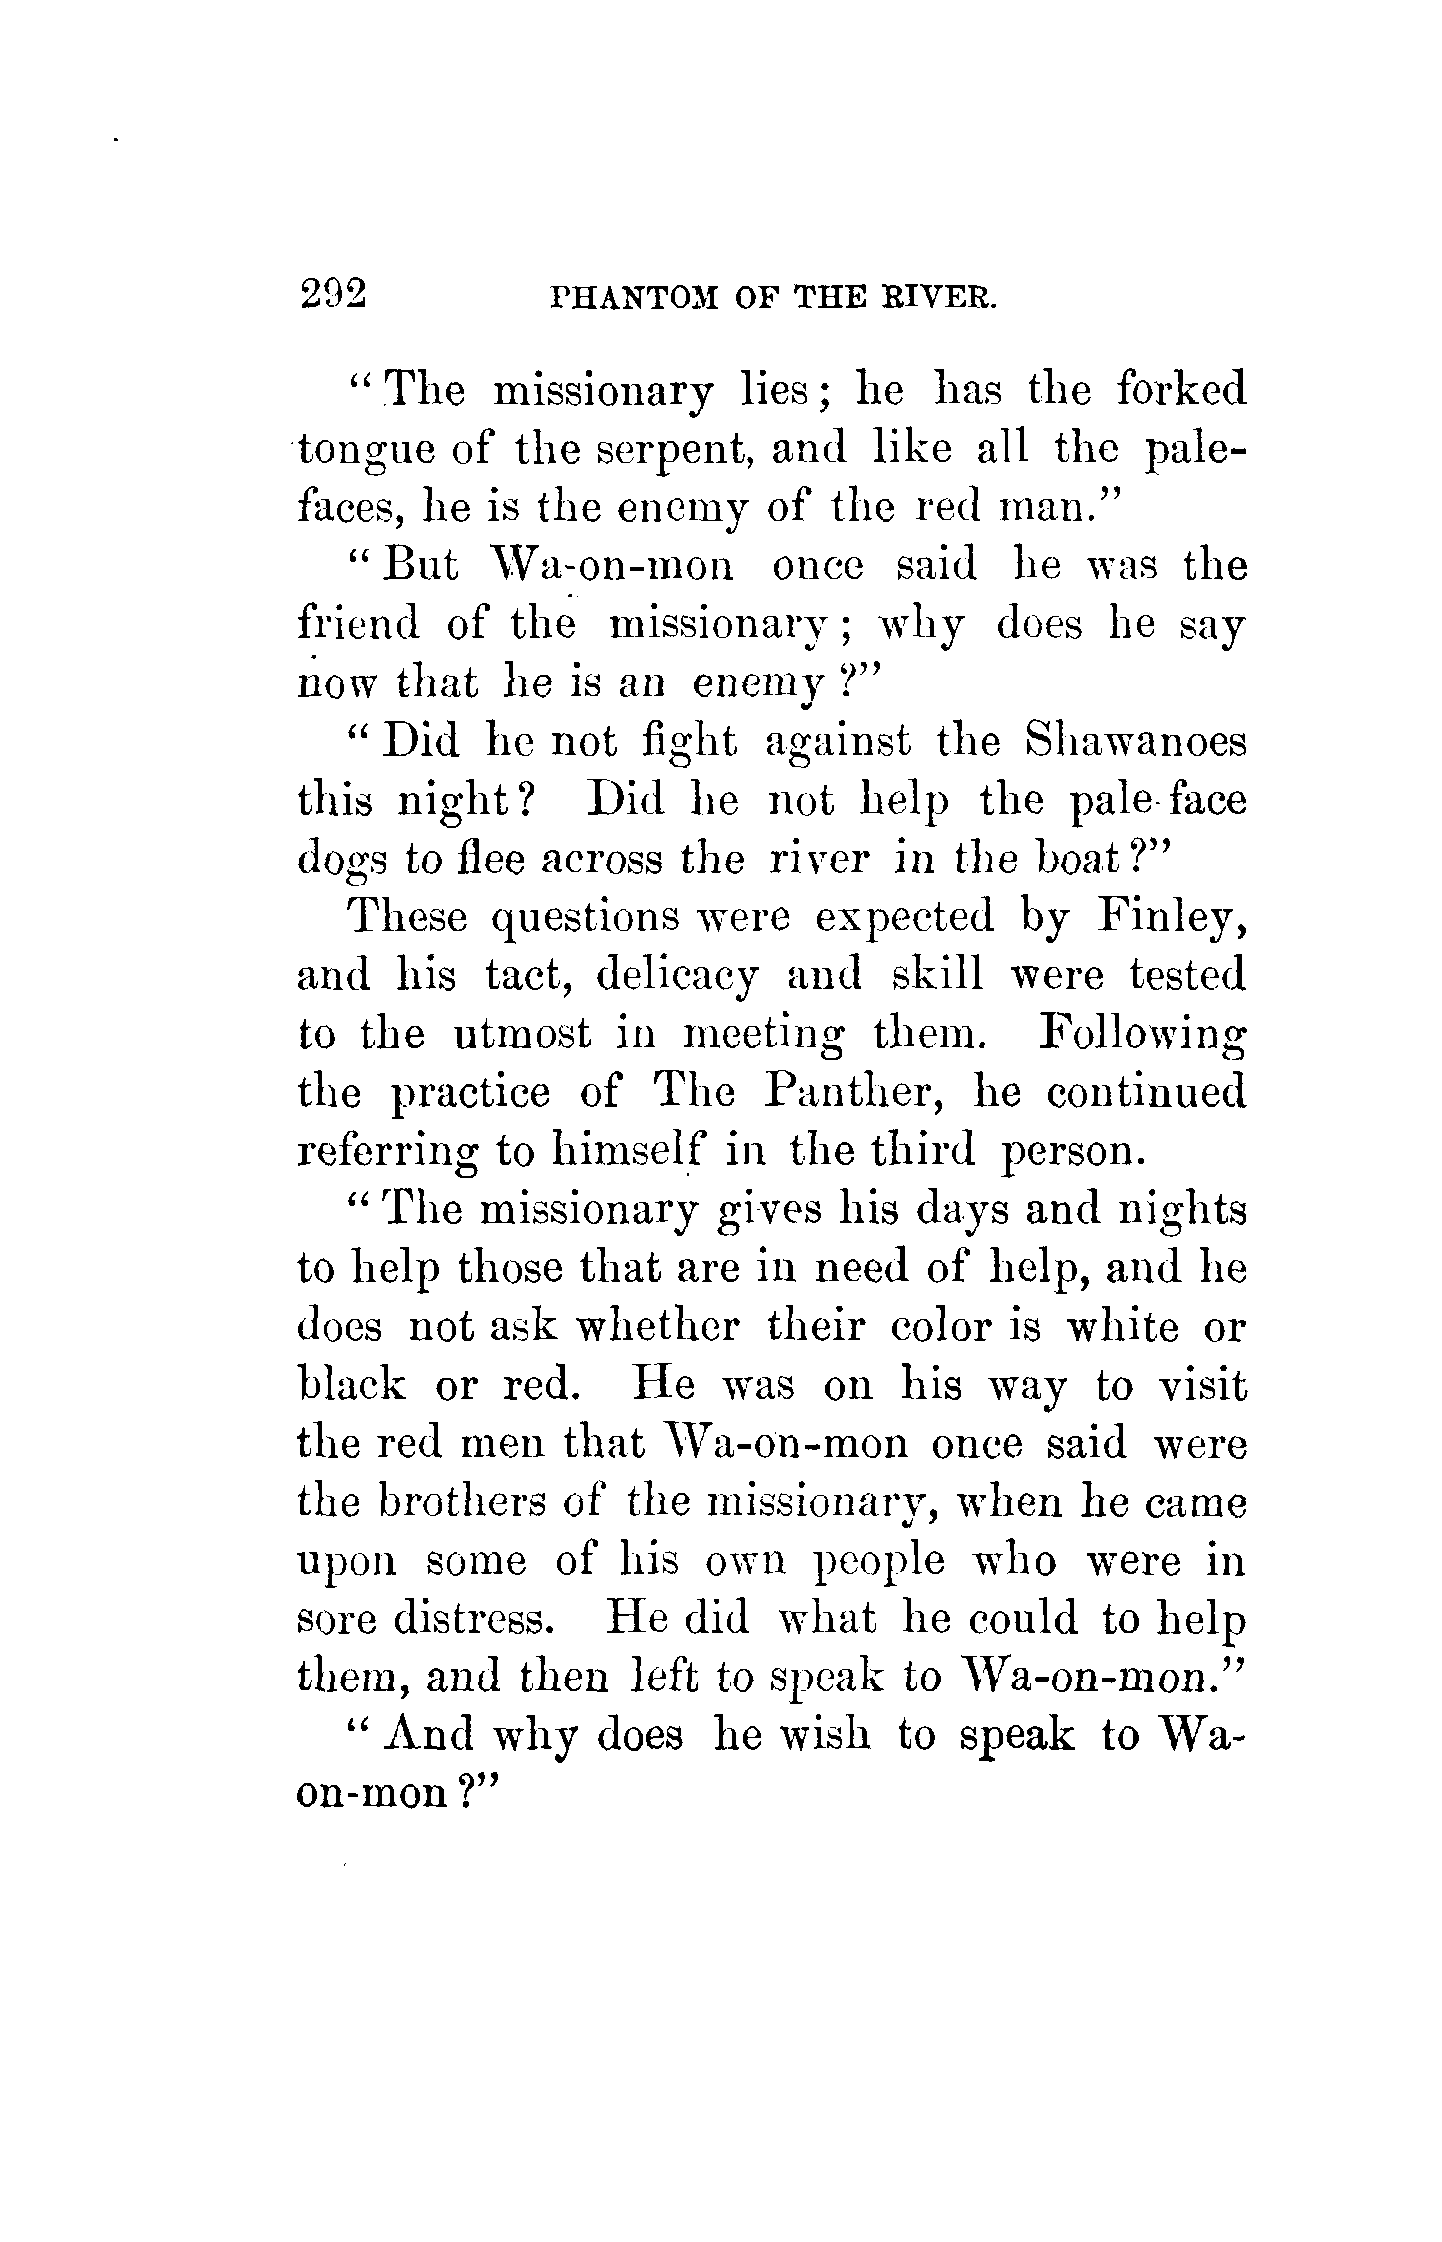 292 PHANTOM OF THE RIVER.
“ The missionary lies ; he has the forked
tongue of the serpent, and like all the pale-
faces, he is the enemy of the red man.”
“ But Wa-on-mon once said he was the
friend of the missionary ; why does he say
now that he is an enemy ?”
“ Did he not fight against the Shawanoes
this night ? Did he not help the pale-face
dogs to flee across the river in the boat ?”
These questions were expected by Finley,
and his tact, delicacy and skill were tested
to the utmost in meeting them. Following
the practice of The Panther, he continued
referring to himself in the third person.
“ The missionary gives his days and nights
to help those that are in need of help, and he
does not ask whether their color is white or
black or red. He was on his way to visit
the red men that Wa-on-mon once said were
the brothers of the missionary, when he came
upon some of his own people who were in
sore distress. He did what he could to help
them, and then left to speak to Wa-on-mon.”
“ And why does he wish to speak to Wa-
on-mon ?”